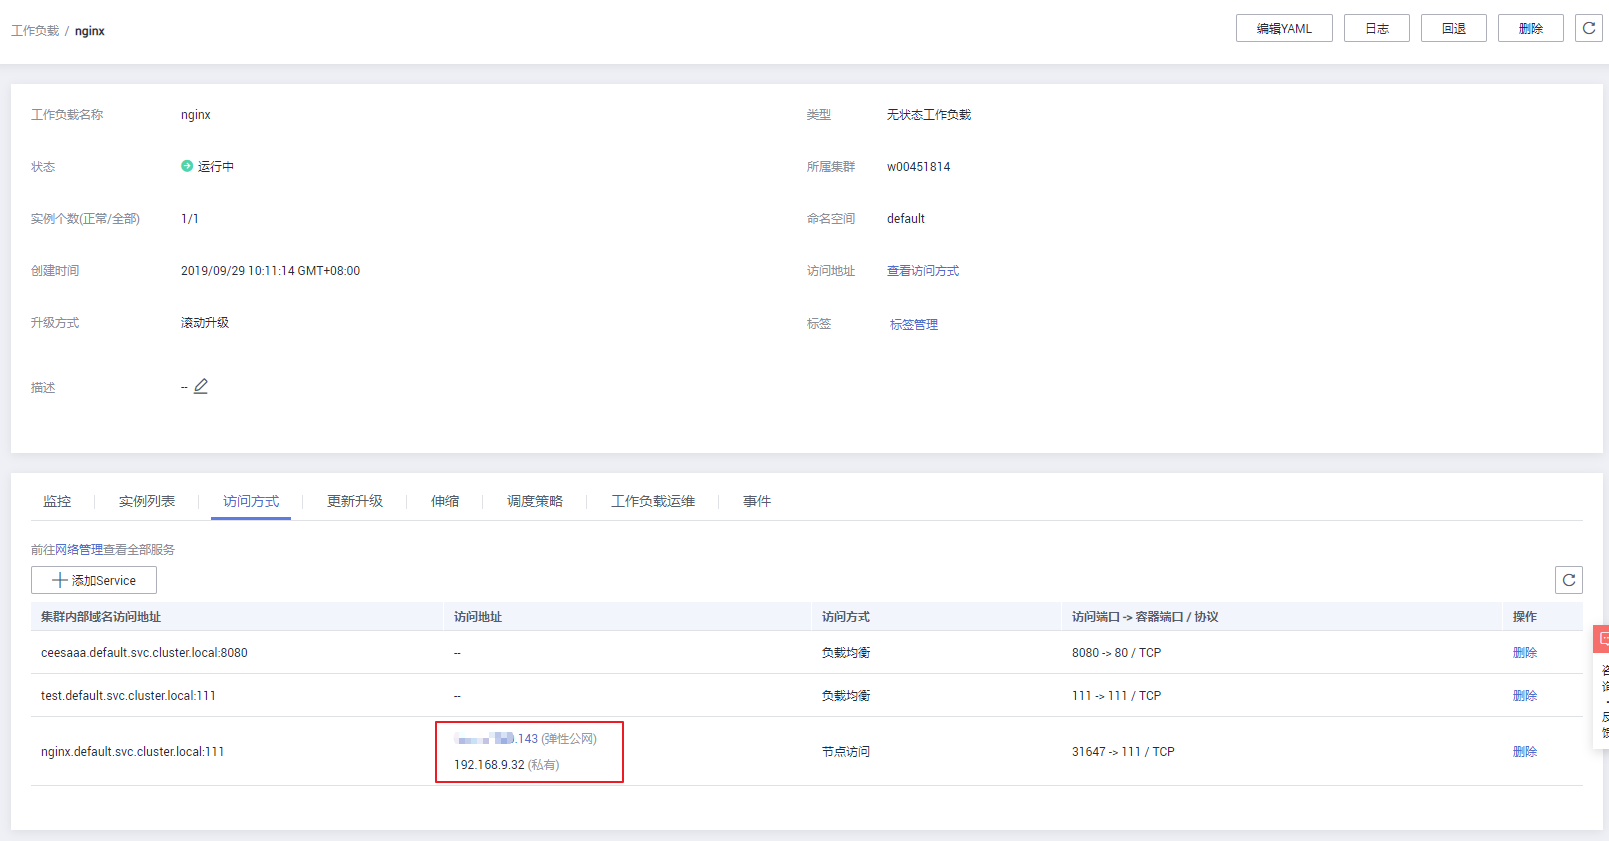 工作负载 / nginx
编辑YAML 日志 回退 删除
工作负载名称 nginx 类型 无状态工作负载
状态 运行中 所属集群 w00451814
实例个数(正常/全部) 1/1 命名空间 default
创建时间 2019/09/29 10:11:14 GMT+08:00 访问地址 查看访问方式
升级方式 滚动升级 标签 标签管理
描述 --
监控 实例列表 访问方式 更新升级 伸缩 调度策略 工作负载运维 事件
前往网络管理查看全部服务
添加Service
集群内部域名访问地址 访问地址 访问方式 访问端口 -> 容器端口 / 协议 操作
ceesaaa.default.svc.cluster.local:8080 -- 负载均衡 8080 -> 80 / TCP 删除
test.default.svc.cluster.local:111 -- 负载均衡 111 -> 111 / TCP 删除
.143 (弹性公网)
nginx.default.svc.cluster.local:111 192.168.9.32 (私有) 节点访问 31647 -> 111 / TCP 删除